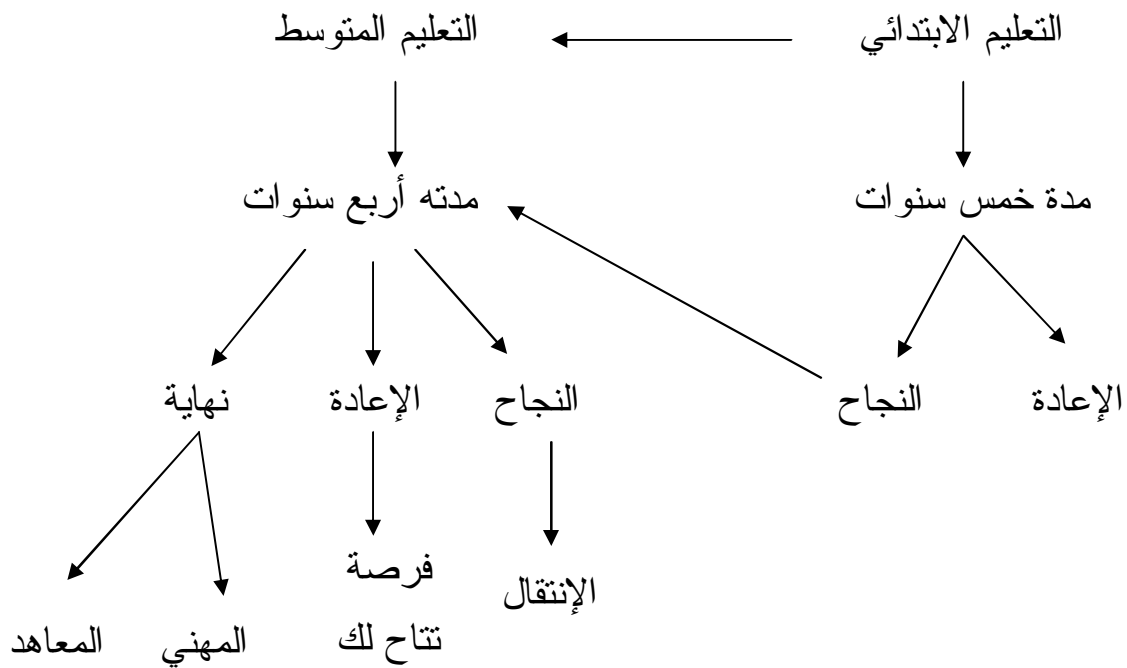 التعليم الابتدائي
التعليم المتوسط
مدة خمس سنوات
مدته أربع سنوات
الإعادة
النجاح
النجاح
الإعادة
نهاية
الإنتقال
فرصة
تتاح لك
المهني
المعاهد